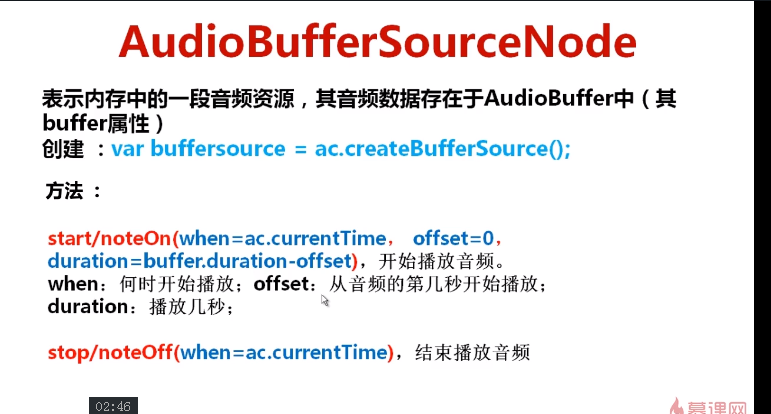 AudioBufferSourceNode
表示内存中的一段音频资源，其音频数据存在于AudioBuffer中（其
buffer属性）
创建 ：var buffersource = ac.createBufferSource();
方法 ：
start/noteOn(when=ac.currentTime， offset=0，
duration=buffer.duration-offset)，开始播放音频。
when：何时开始播放；offset：从音频的第几秒开始播放；
duration：播放几秒；
stop/noteOff(when=ac.currentTime)，结束播放音频
02:46
慕课网